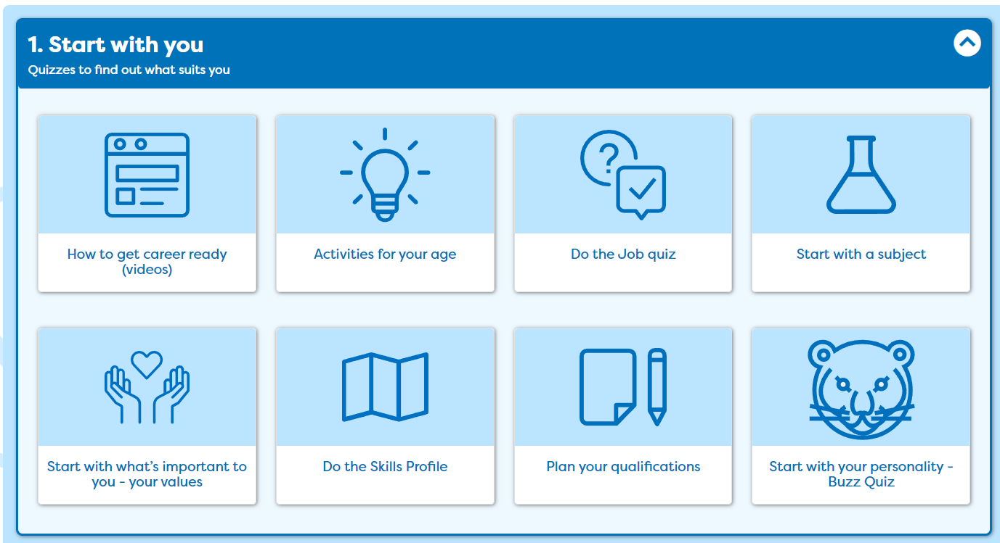 1. Start with you
Quizzes to find out what suits you
How to get career ready
(videos)
Activities for your age
?
Do the Job quiz
Start with a subject
Start with what’s important to
you - your values
Do the Skills Profile
Plan your qualifications
Start with your personality -
Buzz Quiz